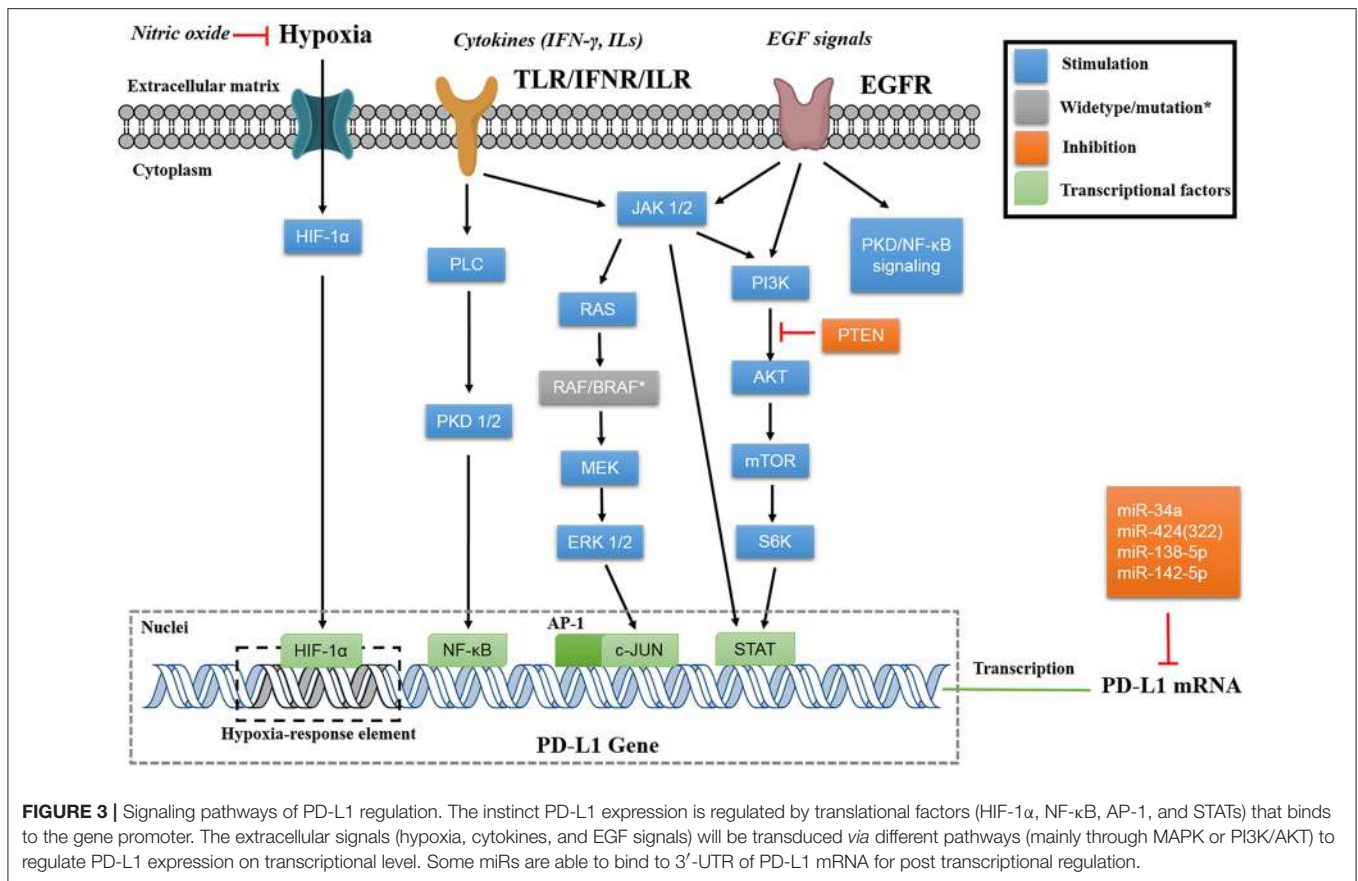 Nitric oxide
Hypoxia
Cytokines (IFN-γ, ILs)
EGF signals
TLR/IFNR/ILR
EGFR
Extracellular matrix
Cytoplasm
Stimulation
Widetype/mutation*
Inhibition
Transcriptional factors
HIF-1α
JAK 1/2
PLC
PKD/NF-κB
signaling
PI3K
RAS
PTEN
RAF/BRAF*
AKT
PKD 1/2
MEK
mTOR
ERK 1/2
S6K
miR-34a
miR-424(322)
miR-138-5p
miR-142-5p
Nuclei
AP-1
HIF-1α
NF-κB
c-JUN
STAT
Transcription
PD-L1 mRNA
Hypoxia-response element
PD-L1 Gene
FIGURE 3 | Signaling pathways of PD-L1 regulation. The instinct PD-L1 expression is regulated by translational factors (HIF-1α, NF-κB, AP-1, and STATs) that binds
to the gene promoter. The extracellular signals (hypoxia, cytokines, and EGF signals) will be transduced via different pathways (mainly through MAPK or PI3K/AKT) to
regulate PD-L1 expression on transcriptional level. Some miRs are able to bind to 3′-UTR of PD-L1 mRNA for post transcriptional regulation.